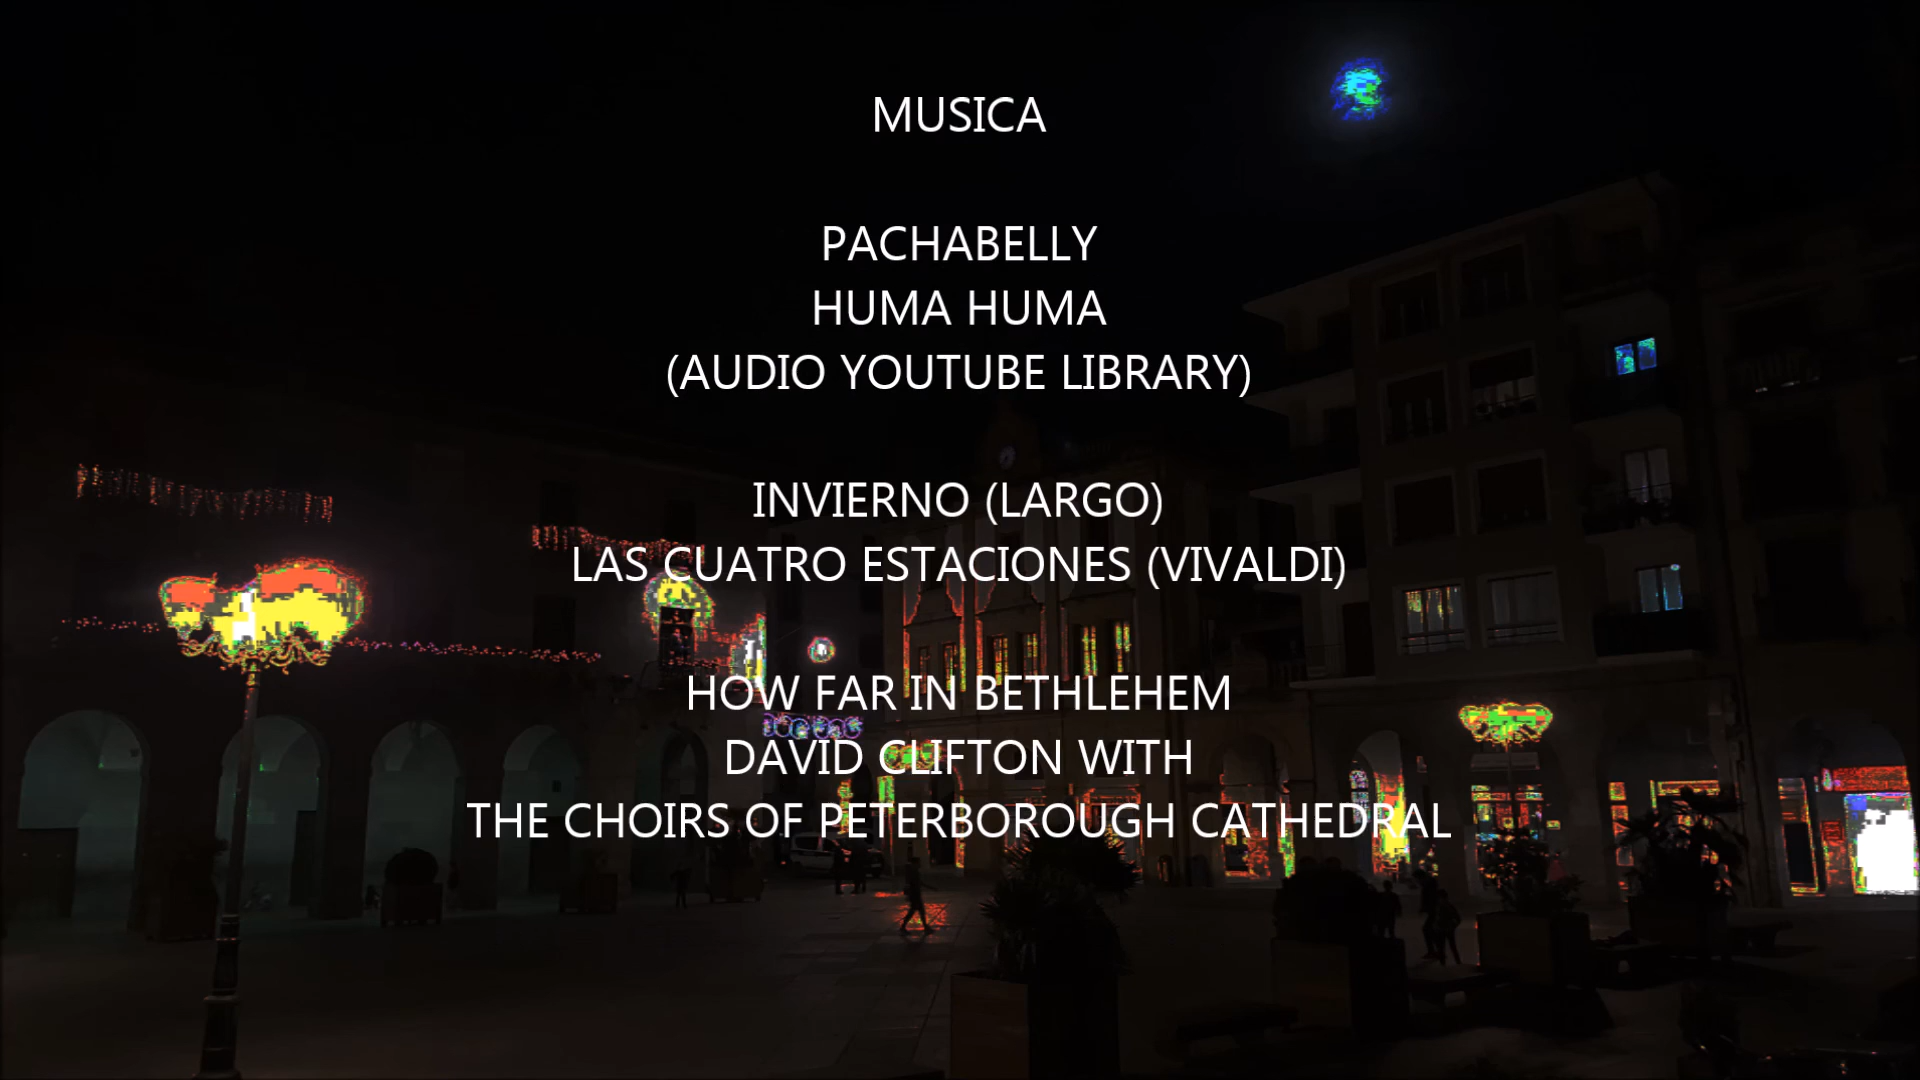 MUSICA
PACHABELLY
HUMA HUMA
(AUDIO YOUTUBE LIBRARY)
INVIERNO (LARGO)
LAS CUATRO ESTACIONES (VIVALDI)
HOW FAR IN BETHLEHEM
DAVID CLIFTON WITH
THE CHOIRS OF PETERBOROUGH CATHEDRAL